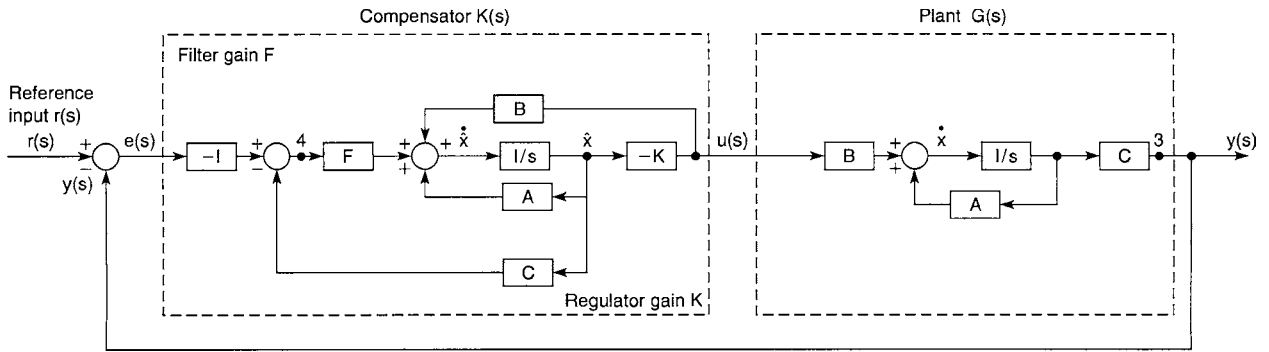 Compensator K(s)
Plant G(s)
Filter gain F
Reference
input r(s)
r(s)
+
−
y(s)
e(s)
−I
+
−
4
F
+
+
+
B
ẋ̂
I/s
x̂
−K
A
C
Regulator gain K
u(s)
B
+
+
ẋ
I/s
A
C
3
y(s)